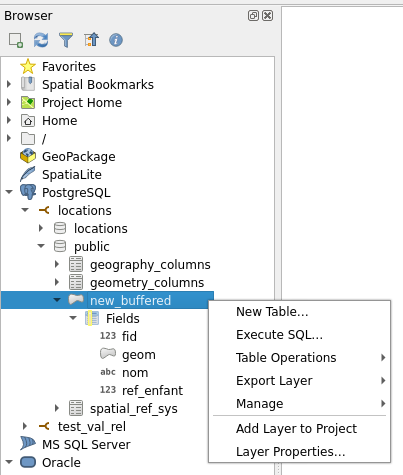 Browser
Favorites
Spatial Bookmarks
Project Home
Home
/
GeoPackage
SpatiaLite
PostgreSQL
locations
locations
public
geography_columns
geometry_columns
new_buffered
Fields
123 fid
geom
abc nom
123 ref_enfant
spatial_ref_sys
test_val_rel
MS SQL Server
Oracle
New Table...
Execute SQL...
Table Operations
Export Layer
Manage
Add Layer to Project
Layer Properties...